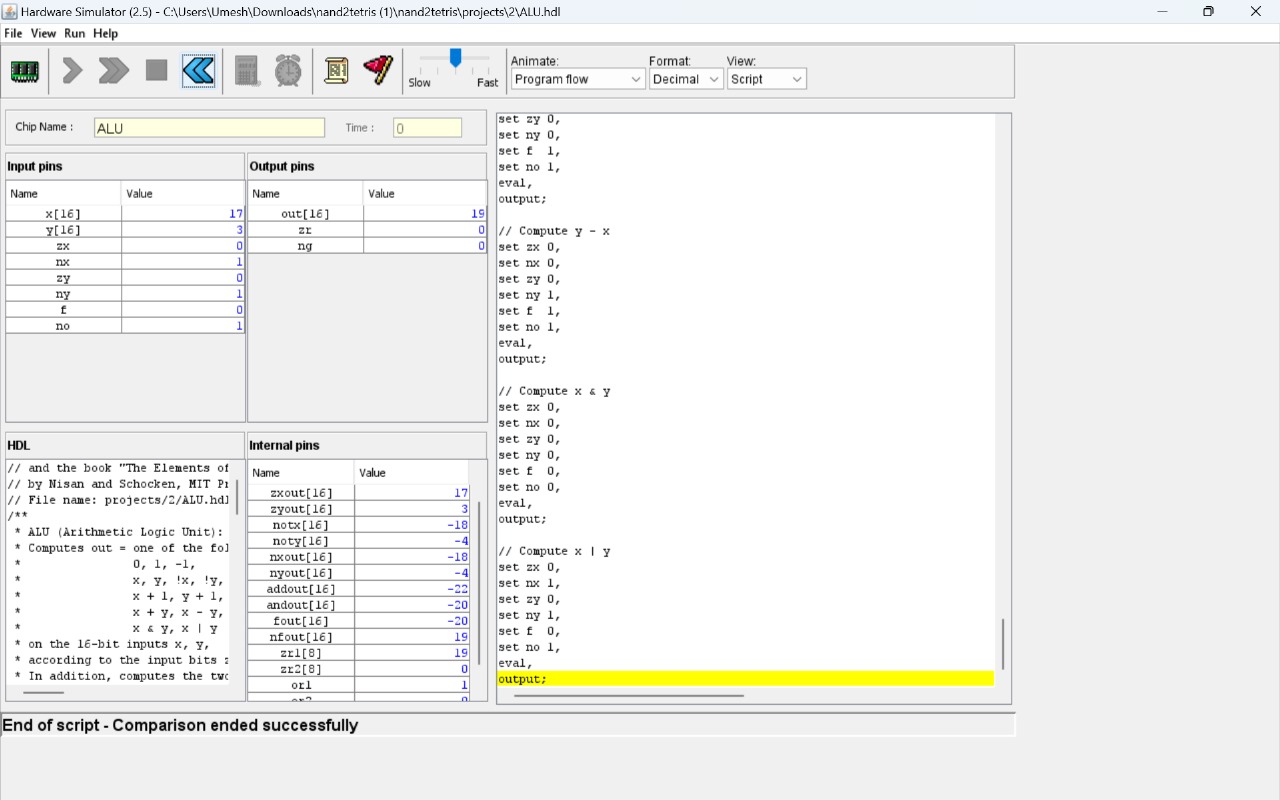 Hardware Simulator (2.5) - C:\Users\Umesh\Downloads\nand2tetris (1)\nand2tetris\projects\2\ALU.hdl
File View Run Help
Slow Fast
Animate: Format: View:
Program flow Decimal Script
Chip Name : ALU Time : 0
Input pins
Name Value
x[16] 17
y[16] 3
zx 0
nx 1
zy 0
ny 1
f 0
no 1
Output pins
Name Value
out[16] 19
zr 0
ng 0
HDL
// and the book "The Elements of
// by Nisan and Schocken, MIT Pr
// File name: projects/2/ALU.hdl
/**
* ALU (Arithmetic Logic Unit):
* Computes out = one of the fol
* 0, 1, -1,
* x, y, !x, !y,
* x + 1, y + 1,
* x + y, x - y,
* x & y, x | y
* on the 16-bit inputs x, y,
* according to the input bits z
* In addition, computes the two
Internal pins
Name Value
zxout[16] 17
zyout[16] 3
notx[16] -18
noty[16] -4
nxout[16] -18
nyout[16] -4
addout[16] -22
andout[16] -20
fout[16] -20
nfout[16] 19
zr1[8] 19
zr2[8] 0
or1 1
or2 0
set zy 0,
set ny 0,
set f 1,
set no 1,
eval,
output;
// Compute y - x
set zx 0,
set nx 0,
set zy 0,
set ny 1,
set f 1,
set no 1,
eval,
output;
// Compute x & y
set zx 0,
set nx 0,
set zy 0,
set ny 0,
set f 0,
set no 0,
eval,
output;
// Compute x | y
set zx 0,
set nx 1,
set zy 0,
set ny 1,
set f 0,
set no 1,
eval,
output;
End of script - Comparison ended successfully